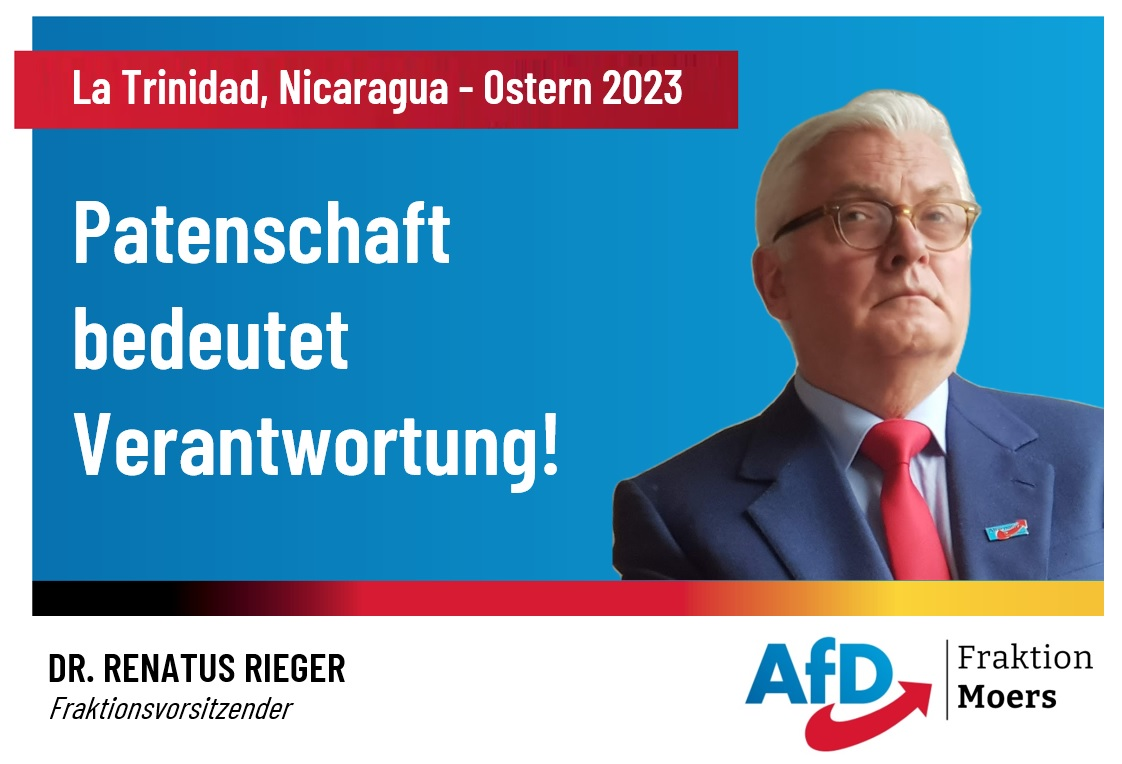 La Trinidad, Nicaragua - Ostern 2023
Patenschaft
bedeutet
Verantwortung!
DR. RENATUS RIEGER
Fraktionsvorsitzender
AfD
Fraktion
Moers